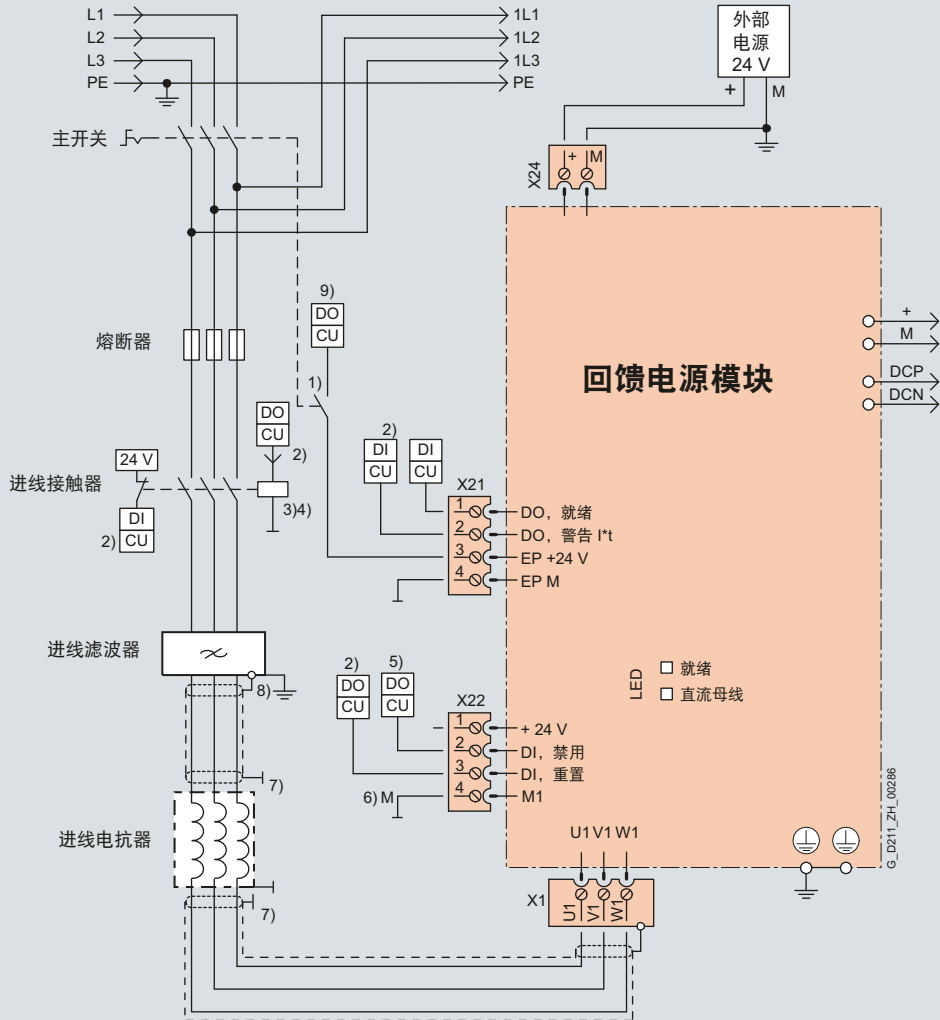 L1
L2
L3
PE
1L1
1L2
1L3
PE
外部
电源
24 V
+
M
主开关
X24
+ M
熔断器
9)
DO
CU
1)
回馈电源模块
+
M
DCP
DCN
进线接触器
24 V
DI
2) CU
DO
CU
2)
3)4)
2)
DI
CU
DI
CU
X21
1
DO，就绪
2
DO，警告 I*t
3
EP +24 V
4
EP M
进线滤波器
8)
7)
2)
DO
CU
5)
DO
CU
X22
1
+ 24 V
2
DI，禁用
3
DI，重置
4
M1
6) M
LED
就绪
直流母线
进线电抗器
7)
U1 V1 W1
X1
U1
V1
W1
G_D211_ZH_00286